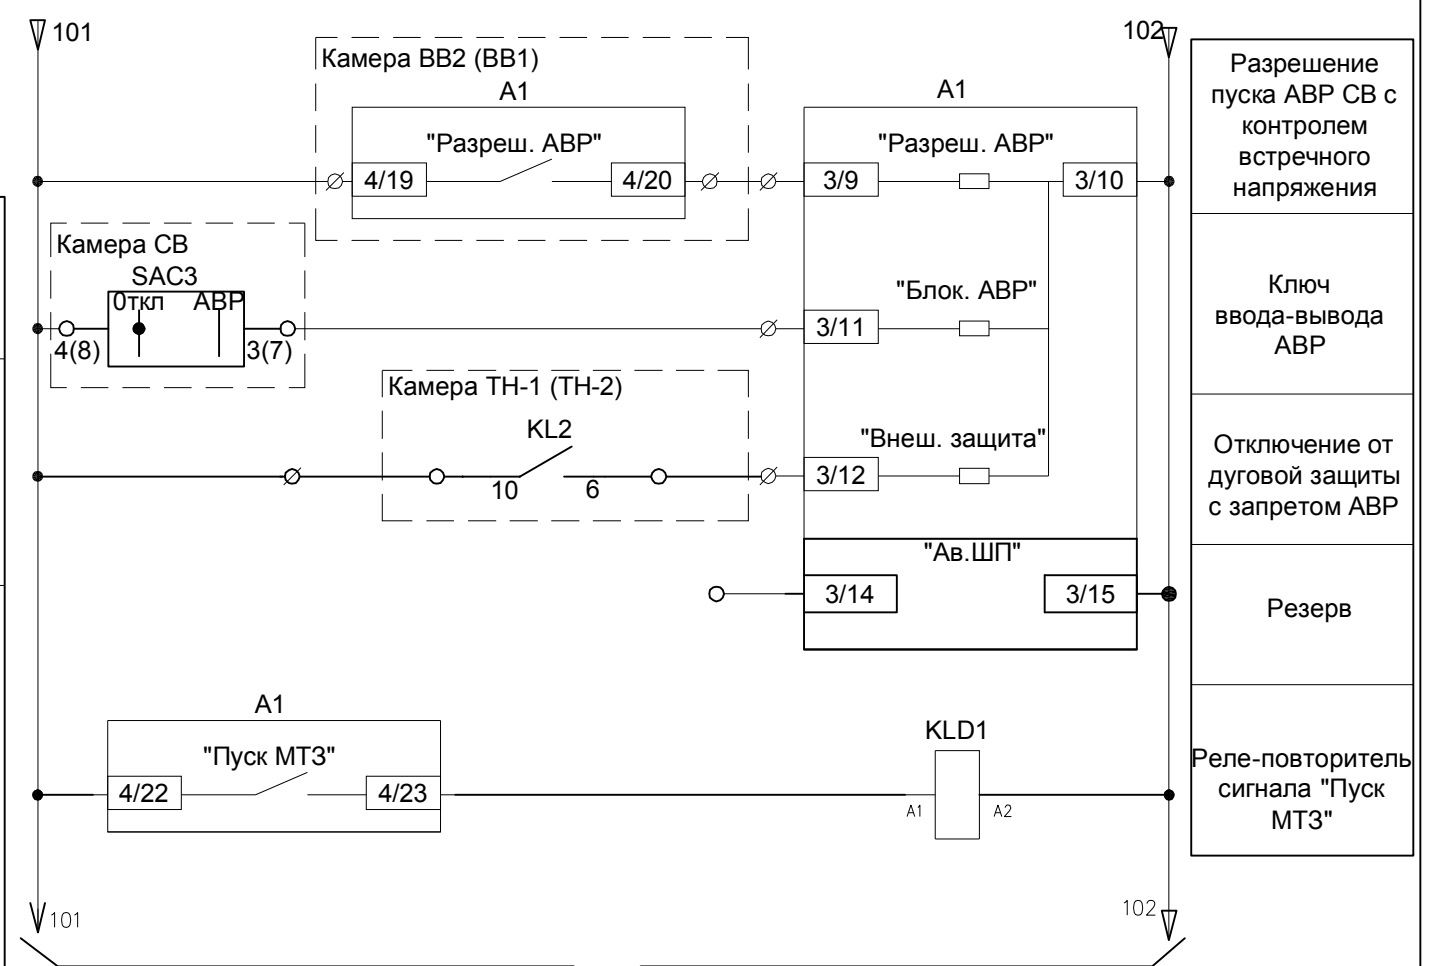 101
102
Камера ВВ2 (ВВ1)
А1
"Разреш. АВР"
4/19
4/20
А1
"Разреш. АВР"
3/9
3/10
Разрешение
пуска АВР СВ с
контролем
встречного
напряжения
Камера СВ
SAC3
Откл АВР
4(8)
3(7)
"Блок. АВР"
3/11
Ключ
ввода-вывода
АВР
Камера ТН-1 (ТН-2)
KL2
10
6
"Внеш. защита"
3/12
Отключение от
дуговой защиты
с запретом АВР
"Ав.ШП"
3/14
3/15
Резерв
А1
"Пуск МТЗ"
4/22
4/23
KLD1
A1
A2
Реле-повторитель
сигнала "Пуск
МТЗ"
101
102